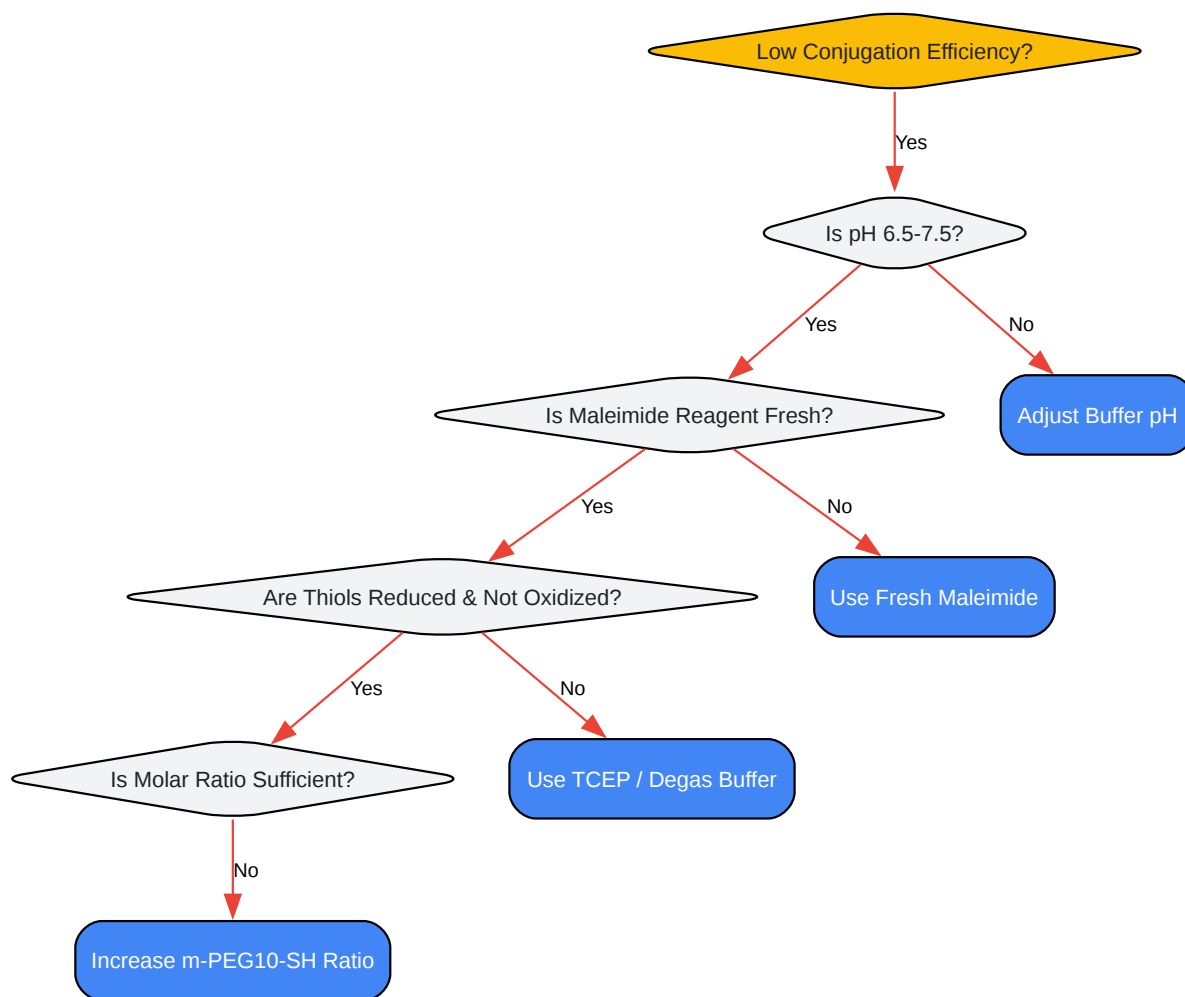 Low Conjugation Efficiency?
Yes
Is pH 6.5-7.5?
Yes
No
Is Maleimide Reagent Fresh?
Adjust Buffer pH
Yes
No
Are Thiols Reduced & Not Oxidized?
Use Fresh Maleimide
Yes
No
Is Molar Ratio Sufficient?
Use TCEP / Degas Buffer
No
Increase m-PEG10-SH Ratio